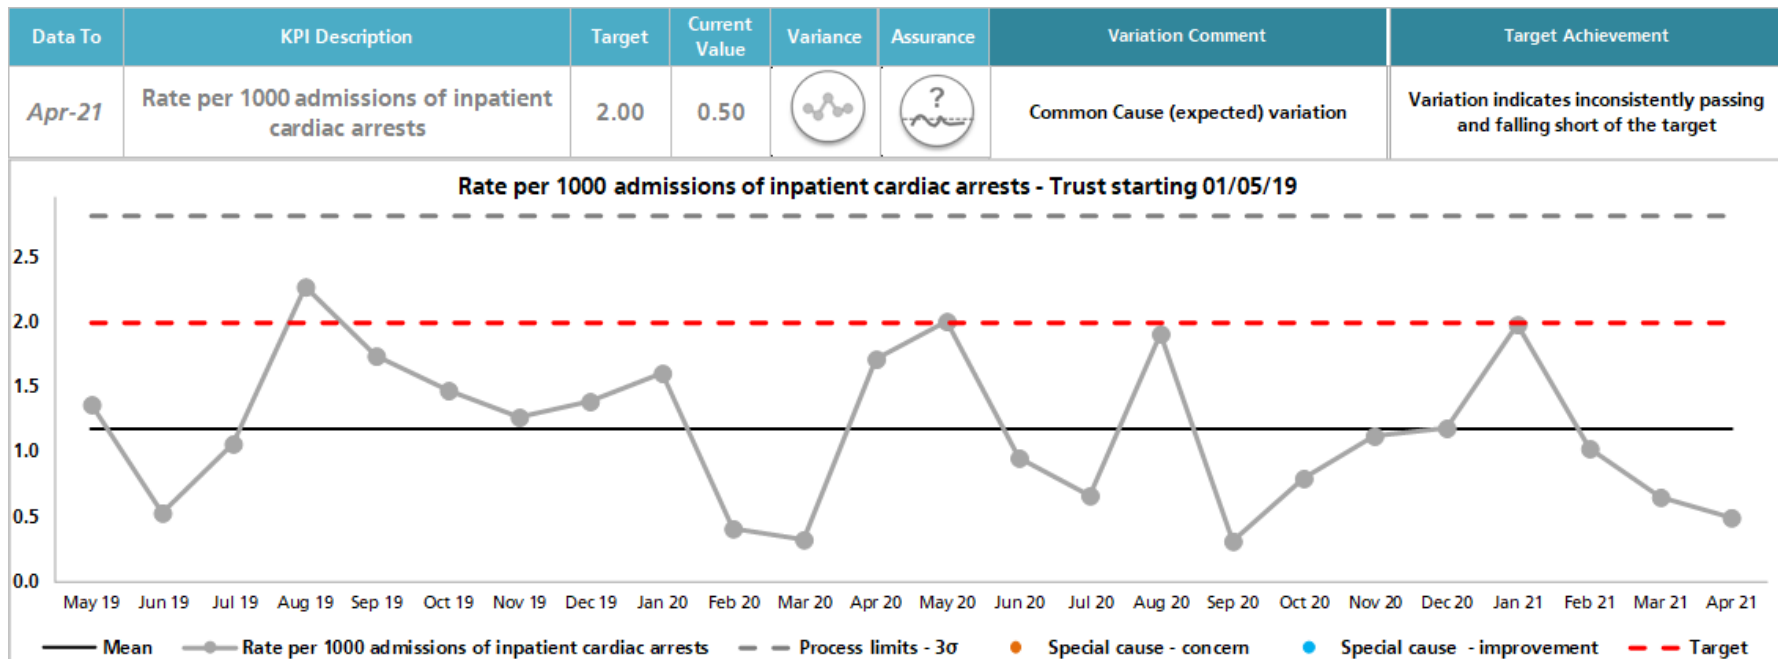 Data To KPI Description Target Current Value Variance Assurance Variation Comment Target Achievement
Apr-21 Rate per 1000 admissions of inpatient cardiac arrests 2.00 0.50 ? Common Cause (expected) variation Variation indicates inconsistently passing and falling short of the target
Rate per 1000 admissions of inpatient cardiac arrests - Trust starting 01/05/19
2.5
2.0
1.5
1.0
0.5
0.0
May 19 Jun 19 Jul 19 Aug 19 Sep 19 Oct 19 Nov 19 Dec 19 Jan 20 Feb 20 Mar 20 Apr 20 May 20 Jun 20 Jul 20 Aug 20 Sep 20 Oct 20 Nov 20 Dec 20 Jan 21 Feb 21 Mar 21 Apr 21
Mean Rate per 1000 admissions of inpatient cardiac arrests Process limits - 3σ Special cause - concern Special cause - improvement Target